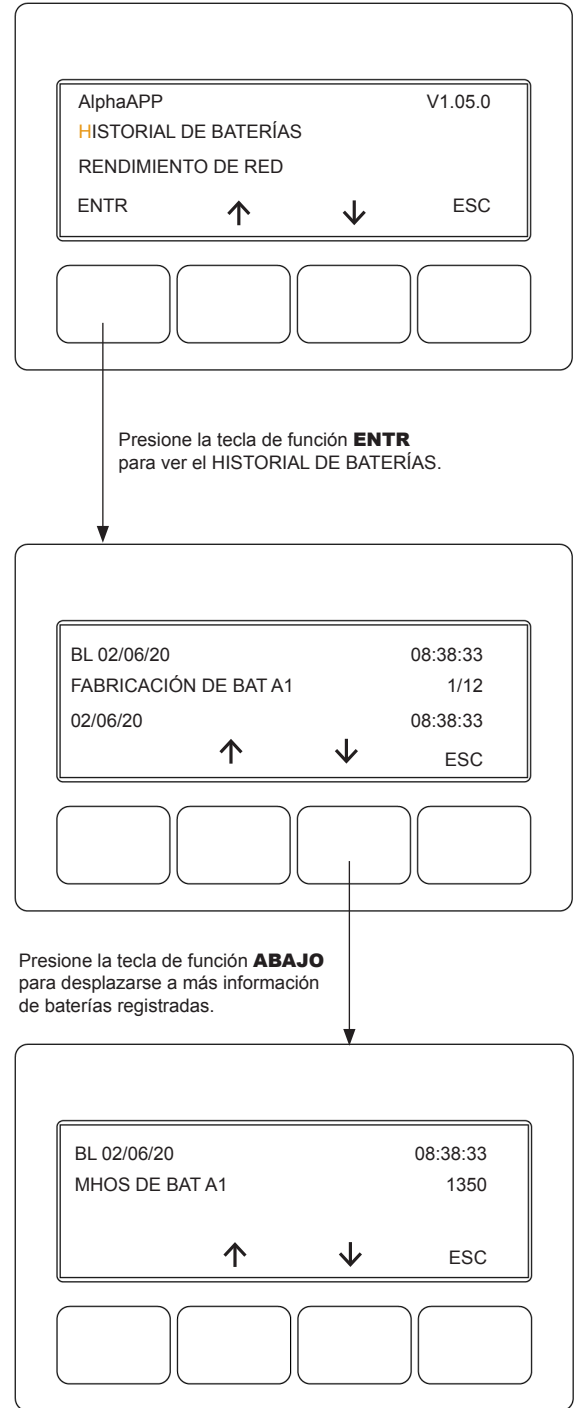 AlphaAPP V1.05.0
HISTORIAL DE BATERÍAS
RENDIMIENTO DE RED
ENTR ↑ ↓ ESC
Presione la tecla de función ENTR
para ver el HISTORIAL DE BATERÍAS.
BL 02/06/20 08:38:33
FABRICACIÓN DE BAT A1 1/12
02/06/20 08:38:33
↑ ↓ ESC
Presione la tecla de función ABAJO
para desplazarse a más información
de baterías registradas.
BL 02/06/20 08:38:33
MHOS DE BAT A1 1350
↑ ↓ ESC